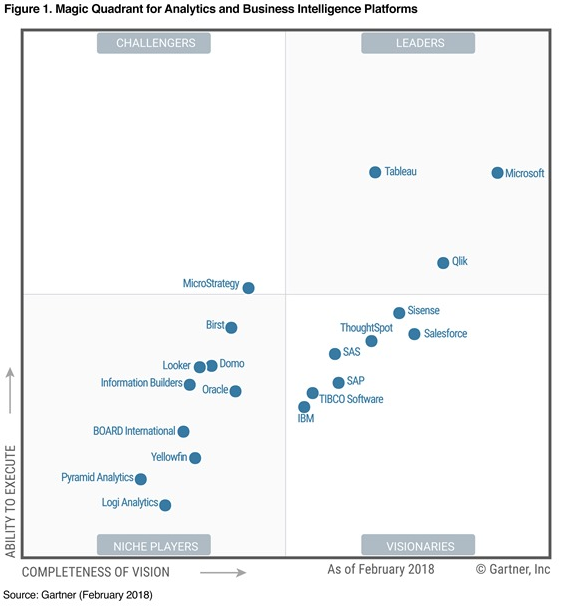 Figure 1. Magic Quadrant for Analytics and Business Intelligence Platforms
CHALLENGERS
LEADERS
Tableau
Microsoft
Qlik
MicroStrategy
Sisense
Birst
ThoughtSpot
Salesforce
SAS
Looker
Domo
Information Builders
Oracle
SAP
TIBCO Software
IBM
BOARD International
Yellowfin
Pyramid Analytics
Logi Analytics
NICHE PLAYERS
VISIONARIES
ABILITY TO EXECUTE
COMPLETENESS OF VISION
As of February 2018
© Gartner, Inc
Source: Gartner (February 2018)